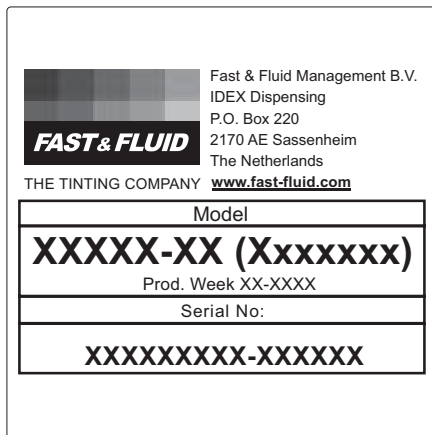 FAST & FLUID
THE TINTING COMPANY
Fast & Fluid Management B.V.
IDEX Dispensing
P.O. Box 220
2170 AE Sassenheim
The Netherlands
www.fast-fluid.com
Model
XXXXX-XX (Xxxxxxx)
Prod. Week XX-XXXX
Serial No:
XXXXXXXXX-XXXXXX